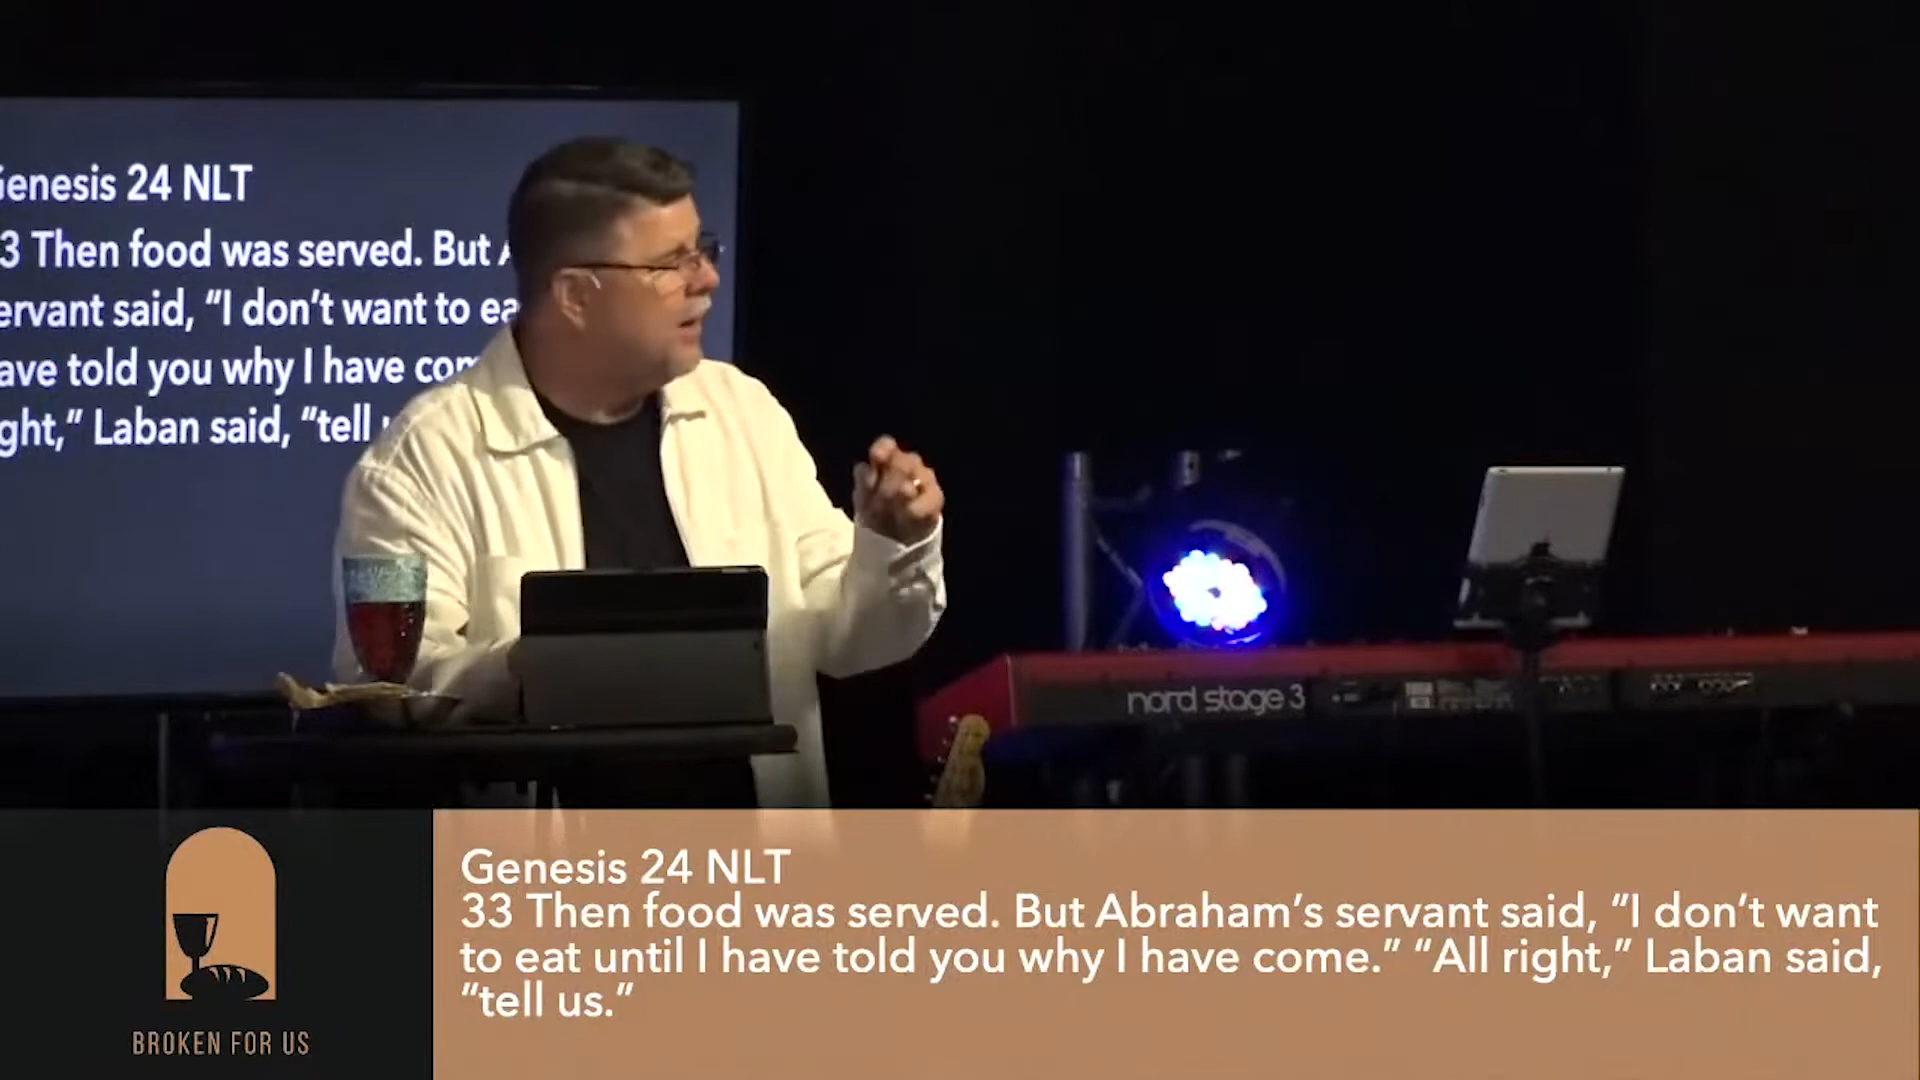 Genesis 24 NLT
3 Then food was served. But
ervant said, “I don’t want to ea
ave told you why I have com
ght,” Laban said, “tell
nord stage 3
Genesis 24 NLT
33 Then food was served. But Abraham’s servant said, “I don’t want
to eat until I have told you why I have come.” “All right,” Laban said,
“tell us.”
BROKEN FOR US